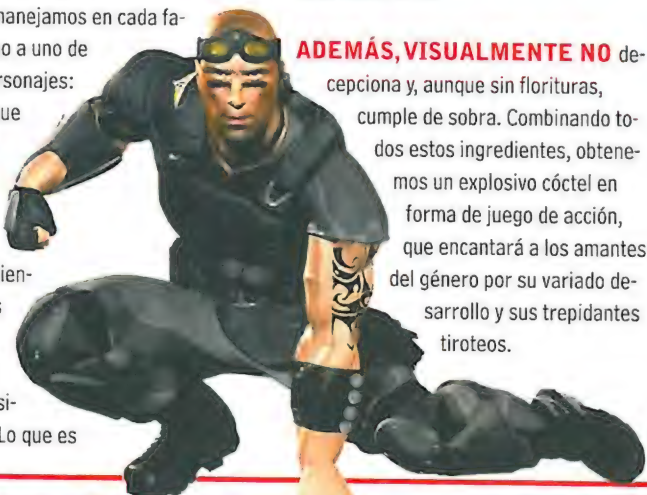 manejamos en cada fa-
o a uno de
rsonajes:
ue
ien-
s
si-
Lo que es
ADEMÁS, VISUALMENTE NO de-
cepciona y, aunque sin florituras,
cumple de sobra. Combinando to-
dos estos ingredientes, obtene-
mos un explosivo cóctel en
forma de juego de acción,
que encantará a los amantes
del género por su variado de-
sarrollo y sus trepidantes
tiroteos.